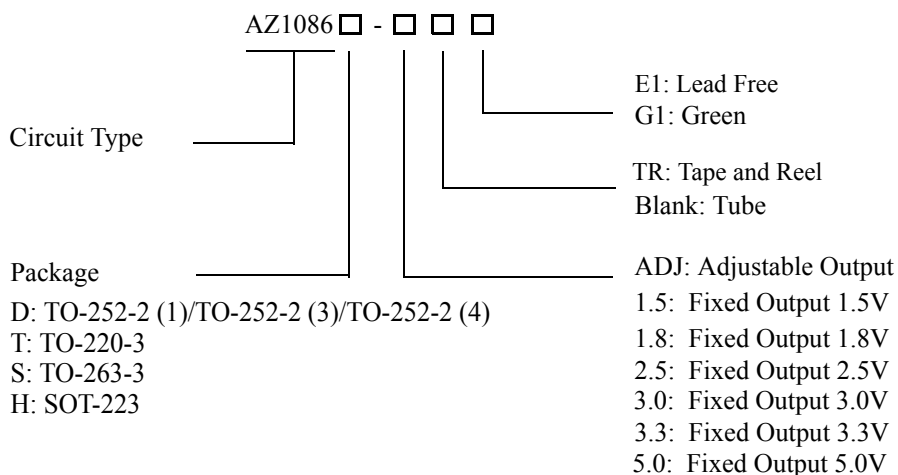 AZ1086 - 
E1: Lead Free
G1: Green
Circuit Type
TR: Tape and Reel
Blank: Tube
Package
D: TO-252-2 (1)/TO-252-2 (3)/TO-252-2 (4)
T: TO-220-3
S: TO-263-3
H: SOT-223
ADJ: Adjustable Output
1.5: Fixed Output 1.5V
1.8: Fixed Output 1.8V
2.5: Fixed Output 2.5V
3.0: Fixed Output 3.0V
3.3: Fixed Output 3.3V
5.0: Fixed Output 5.0V